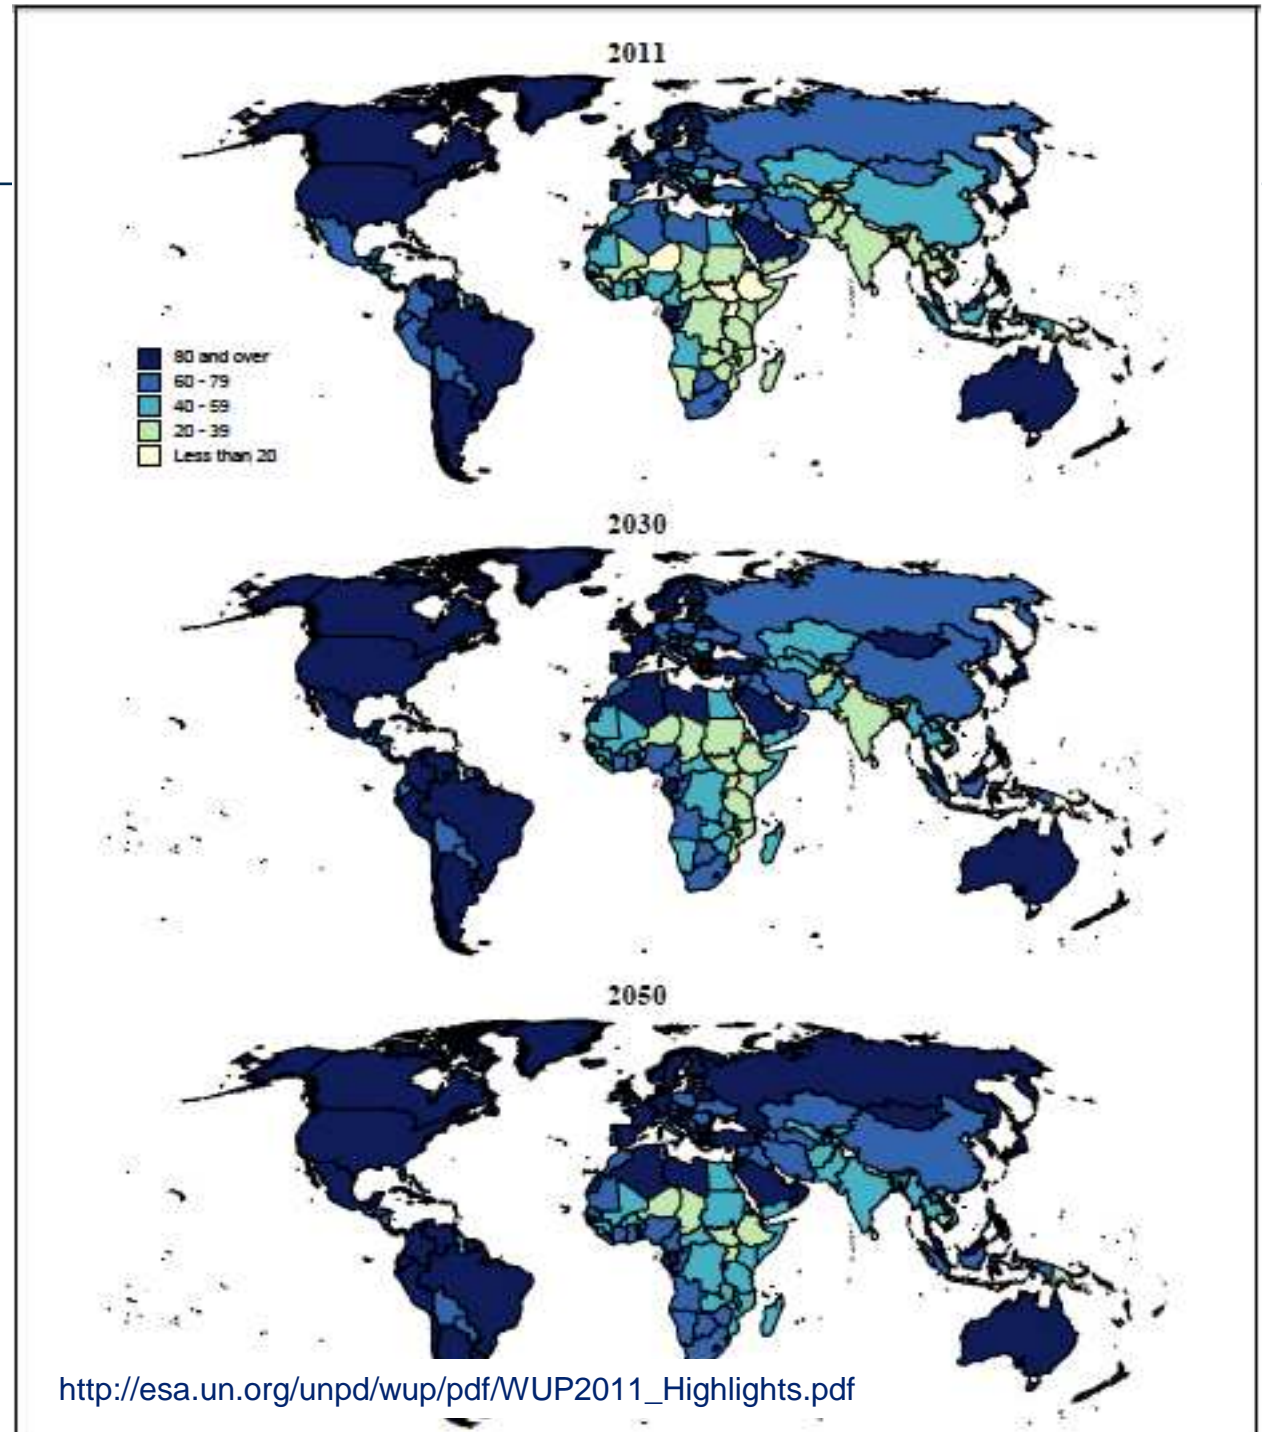 2011
80 and over
60 - 79
40 - 59
20 - 39
Less than 20
2030
2050
http://esa.un.org/unpd/wup/pdf/WUP2011_Highlights.pdf